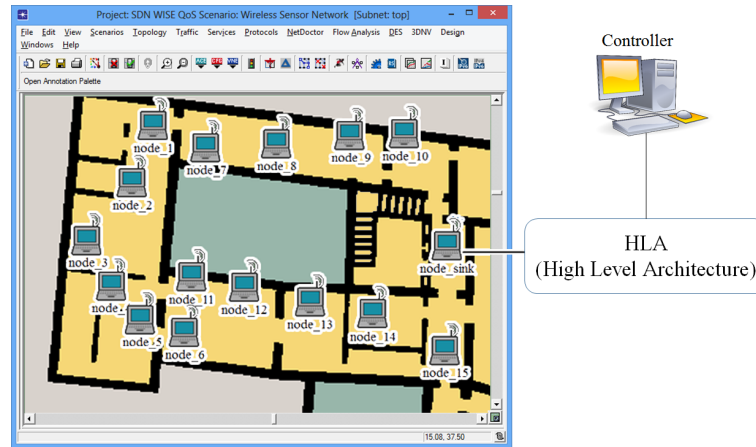 Project: SDN WISE QoS Scenario: Wireless Sensor Network [Subnet: top]
File Edit View Scenarios Topology Traffic Services Protocols NetDoctor Flow Analysis DES 3DNV Design
Windows Help
Open Annotation Palette
Controller
node_1
node_7
node_8
node_9
node_10
node_2
node_3
node_sink
HLA
(High Level Architecture)
node_11
node_12
node_13
node_14
node_5
node_6
node_15
15.08, 37.50